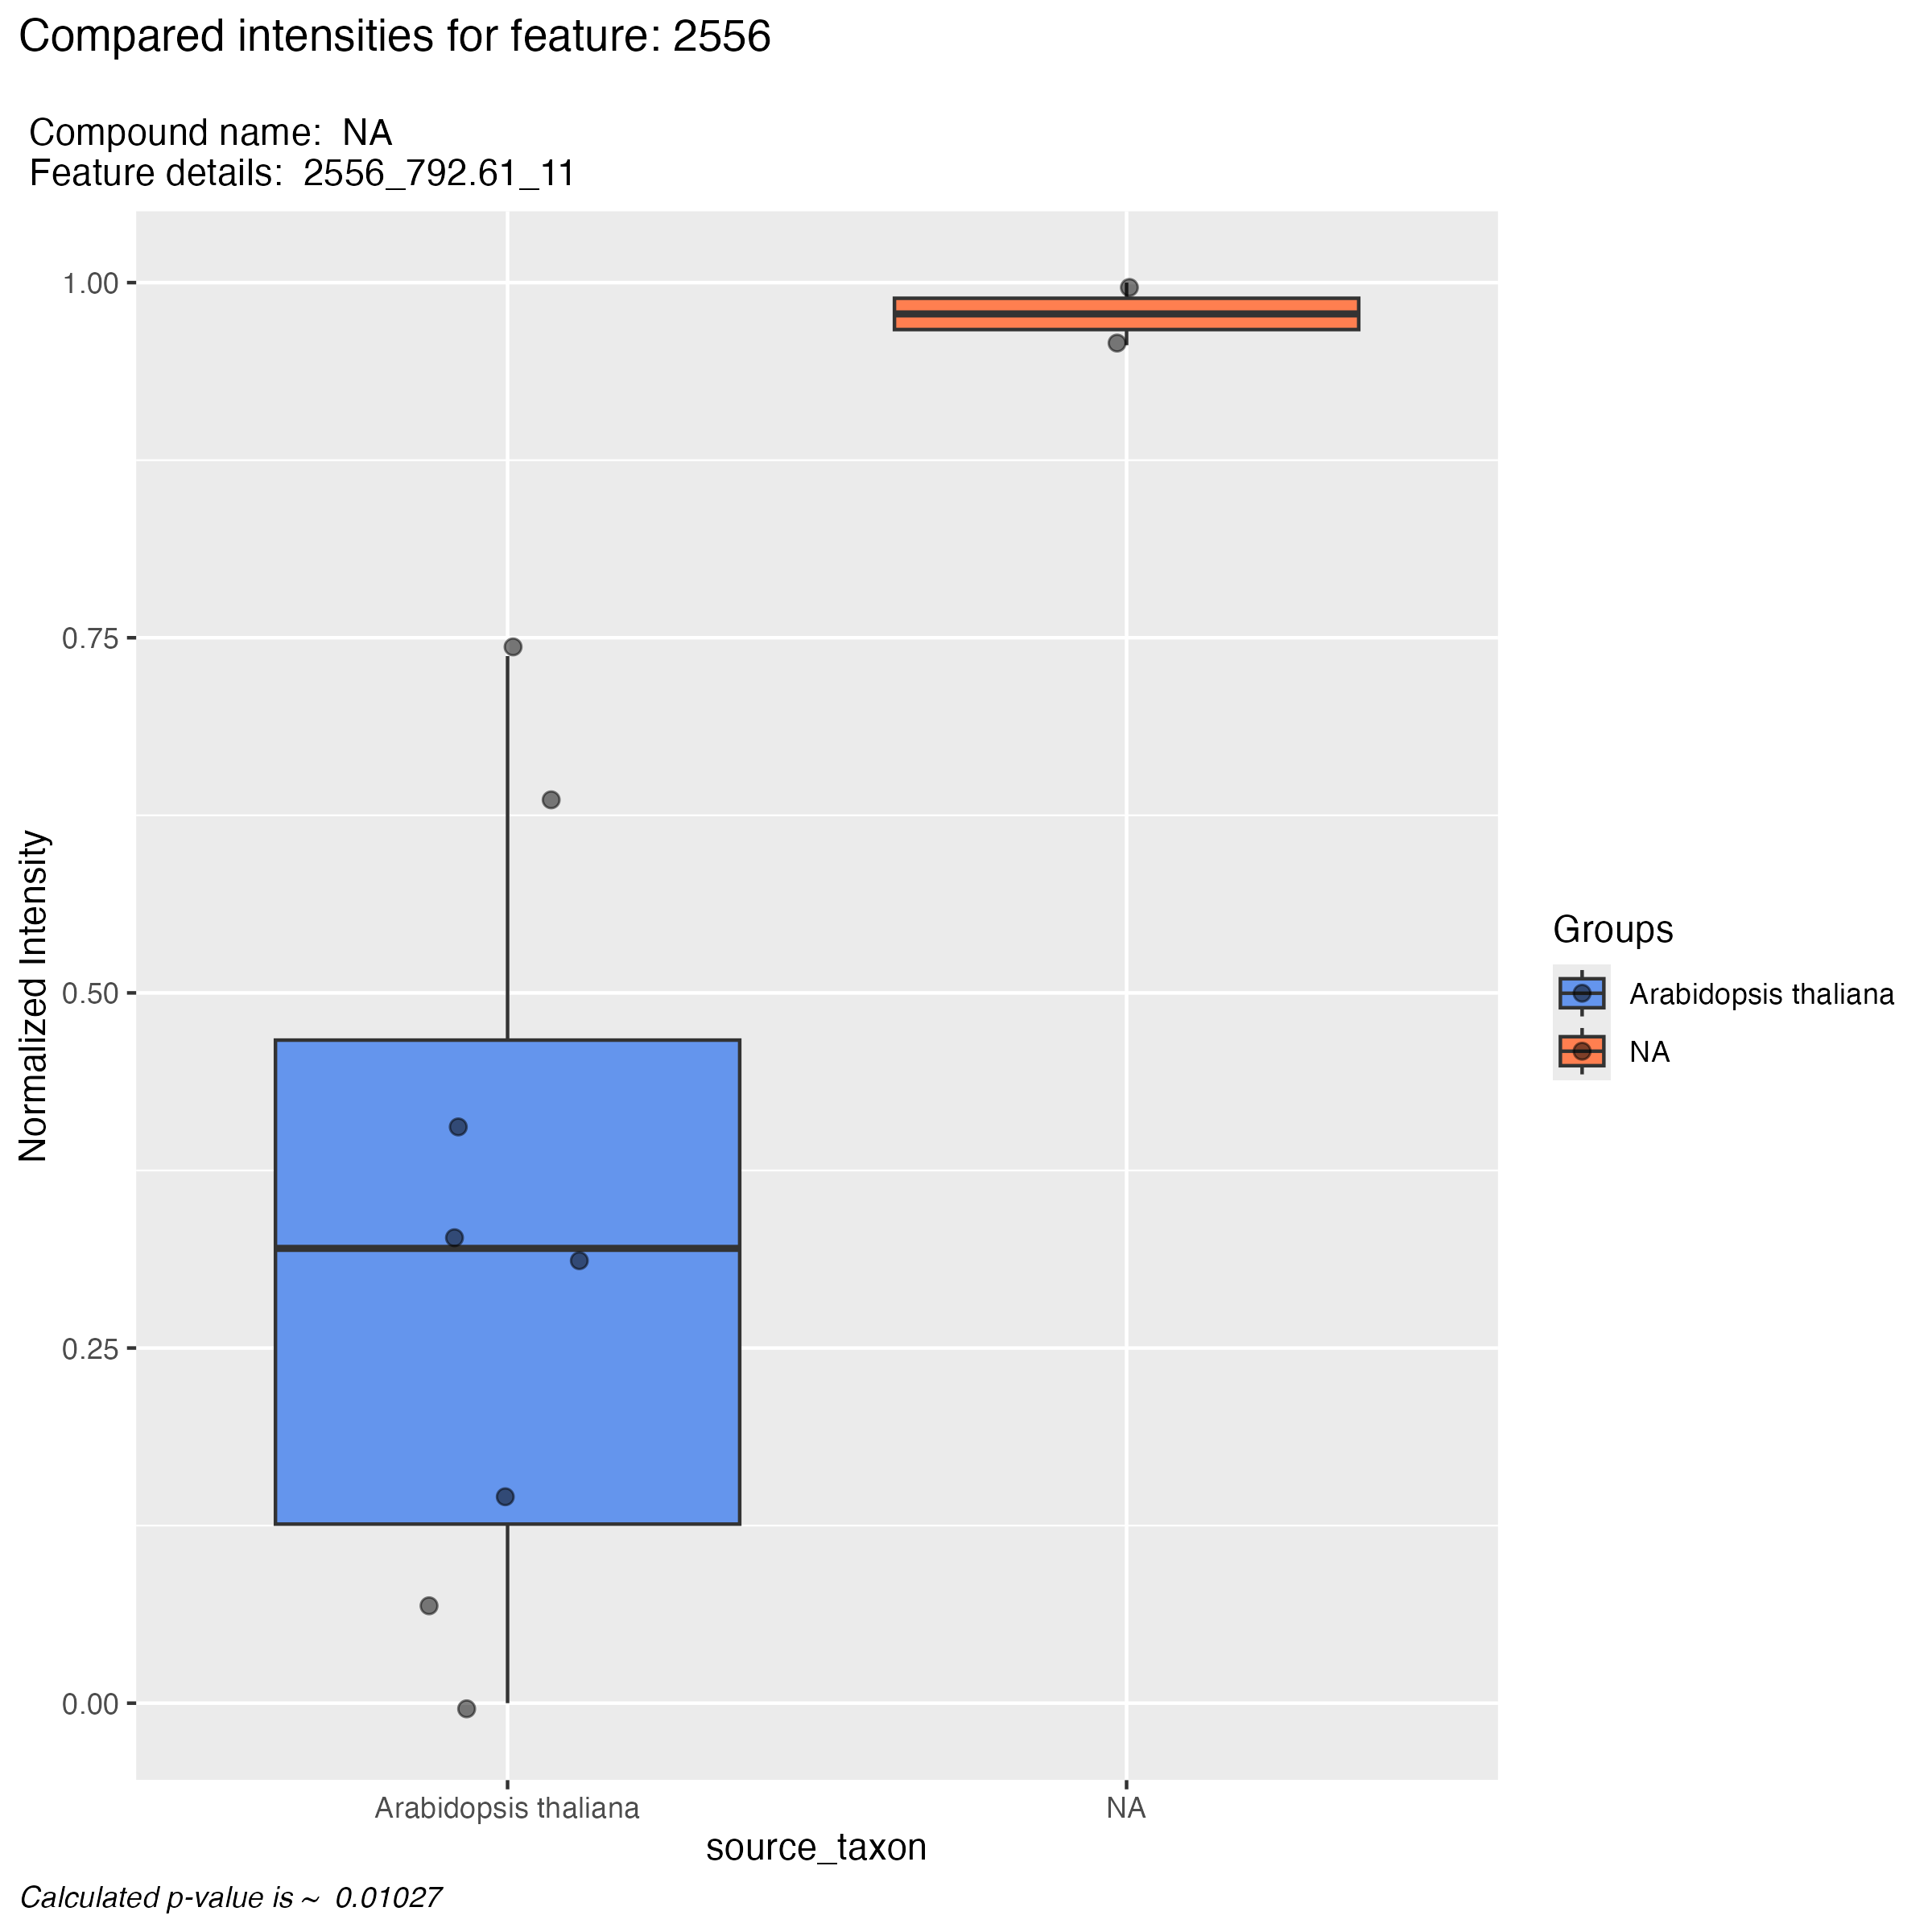 Compared intensities for feature: 2556
Compound name:  NA
Feature details:  2556_792.61_11
1.00
0.75
0.50
0.25
0.00
Normalized Intensity
Arabidopsis thaliana
NA
source_taxon
Groups
Arabidopsis thaliana
NA
Calculated p-value is ~  0.01027